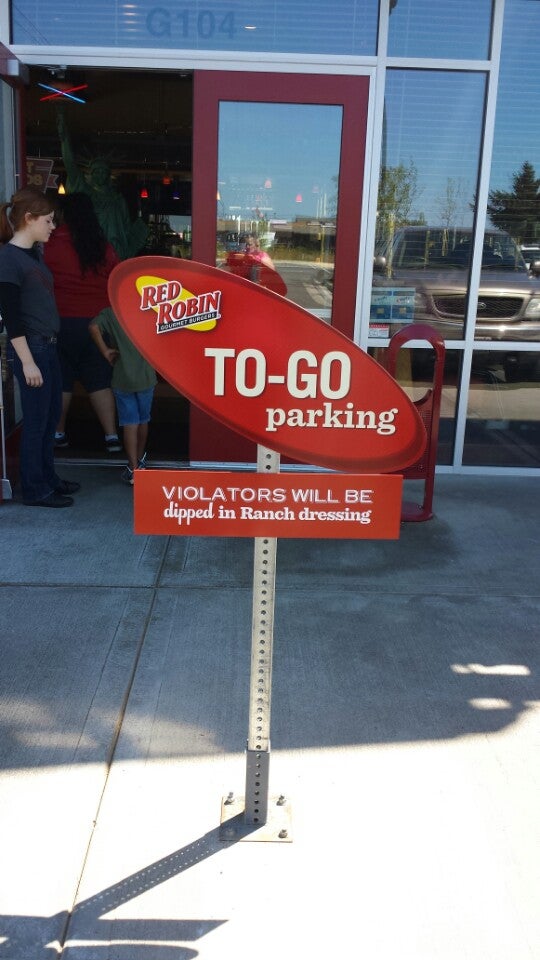 G104
RED
ROBIN
GOURMET BURGERS
TO-GO
parking
VIOLATORS WILL BE
dipped in Ranch dressing